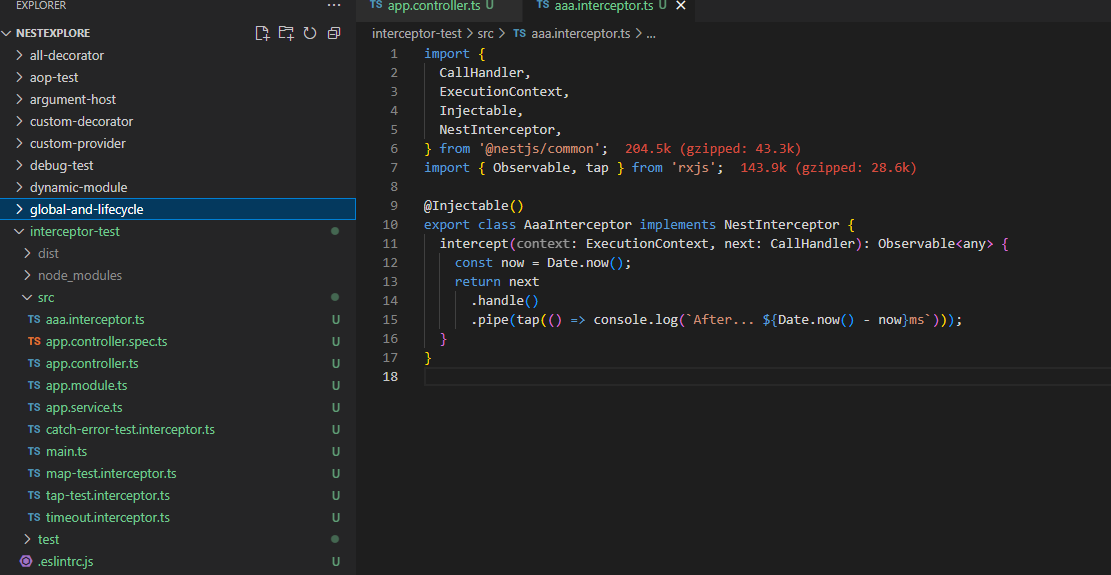 EXPLORER
...
app.controller.ts U
TS aaa.interceptor.ts U
NESTEXPLORE
interceptor-test > src > TS aaa.interceptor.ts > ...
all-decorator
aop-test
argument-host
custom-decorator
custom-provider
debug-test
dynamic-module
global-and-lifecycle
interceptor-test
dist
node_modules
src
TS aaa.interceptor.ts U
TS app.controller.spec.ts U
TS app.controller.ts U
TS app.module.ts U
TS app.service.ts U
TS catch-error-test.interceptor.ts U
TS main.ts U
TS map-test.interceptor.ts U
TS tap-test.interceptor.ts U
TS timeout.interceptor.ts U
test
.eslintrc.js U
1 import {
2 CallHandler,
3 ExecutionContext,
4 Injectable,
5 NestInterceptor,
6 } from '@nestjs/common'; 204.5k (gzipped: 43.3k)
7 import { Observable, tap } from 'rxjs'; 143.9k (gzipped: 28.6k)
8
9 @Injectable()
10 export class AaaInterceptor implements NestInterceptor {
11 intercept(context: ExecutionContext, next: CallHandler): Observable<any> {
12 const now = Date.now();
13 return next
14 .handle()
15 .pipe(tap(() => console.log(`After... ${Date.now() - now}ms`)));
16 }
17 }
18